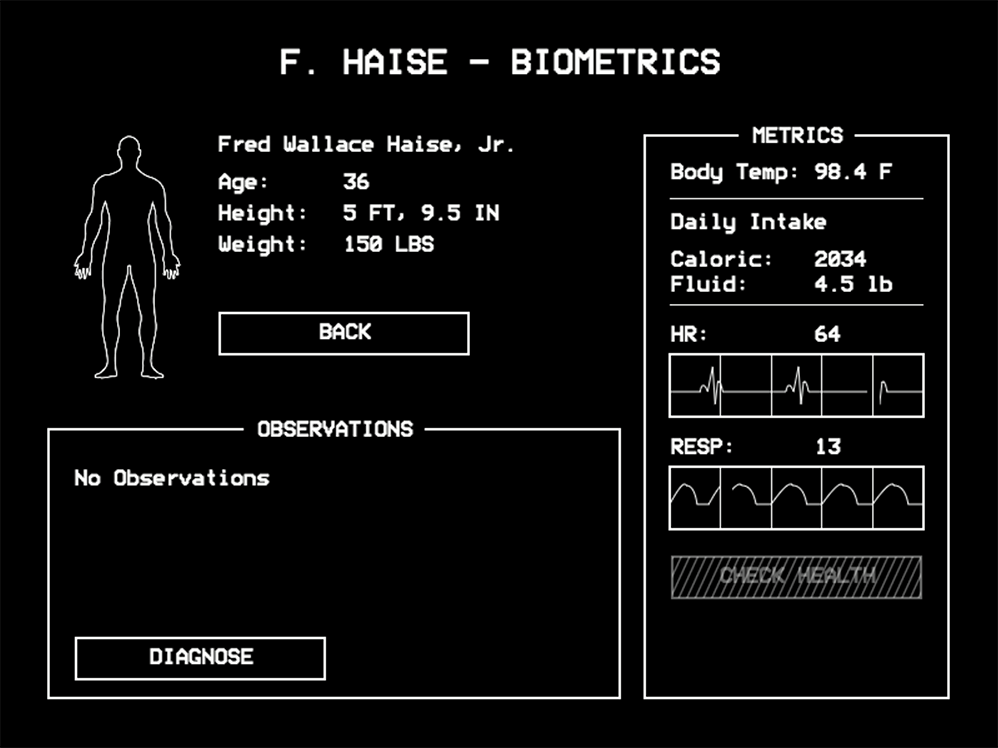 F. HAISE - BIOMETRICS
Fred Wallace Haise, Jr.
Age: 36
Height: 5 FT, 9.5 IN
Weight: 150 LBS
BACK
OBSERVATIONS
No Observations
DIAGNOSE
METRICS
Body Temp: 98.4 F
Daily Intake
Caloric: 2034
Fluid: 4.5 lb
HR: 64
RESP: 13
CHECK HEALTH